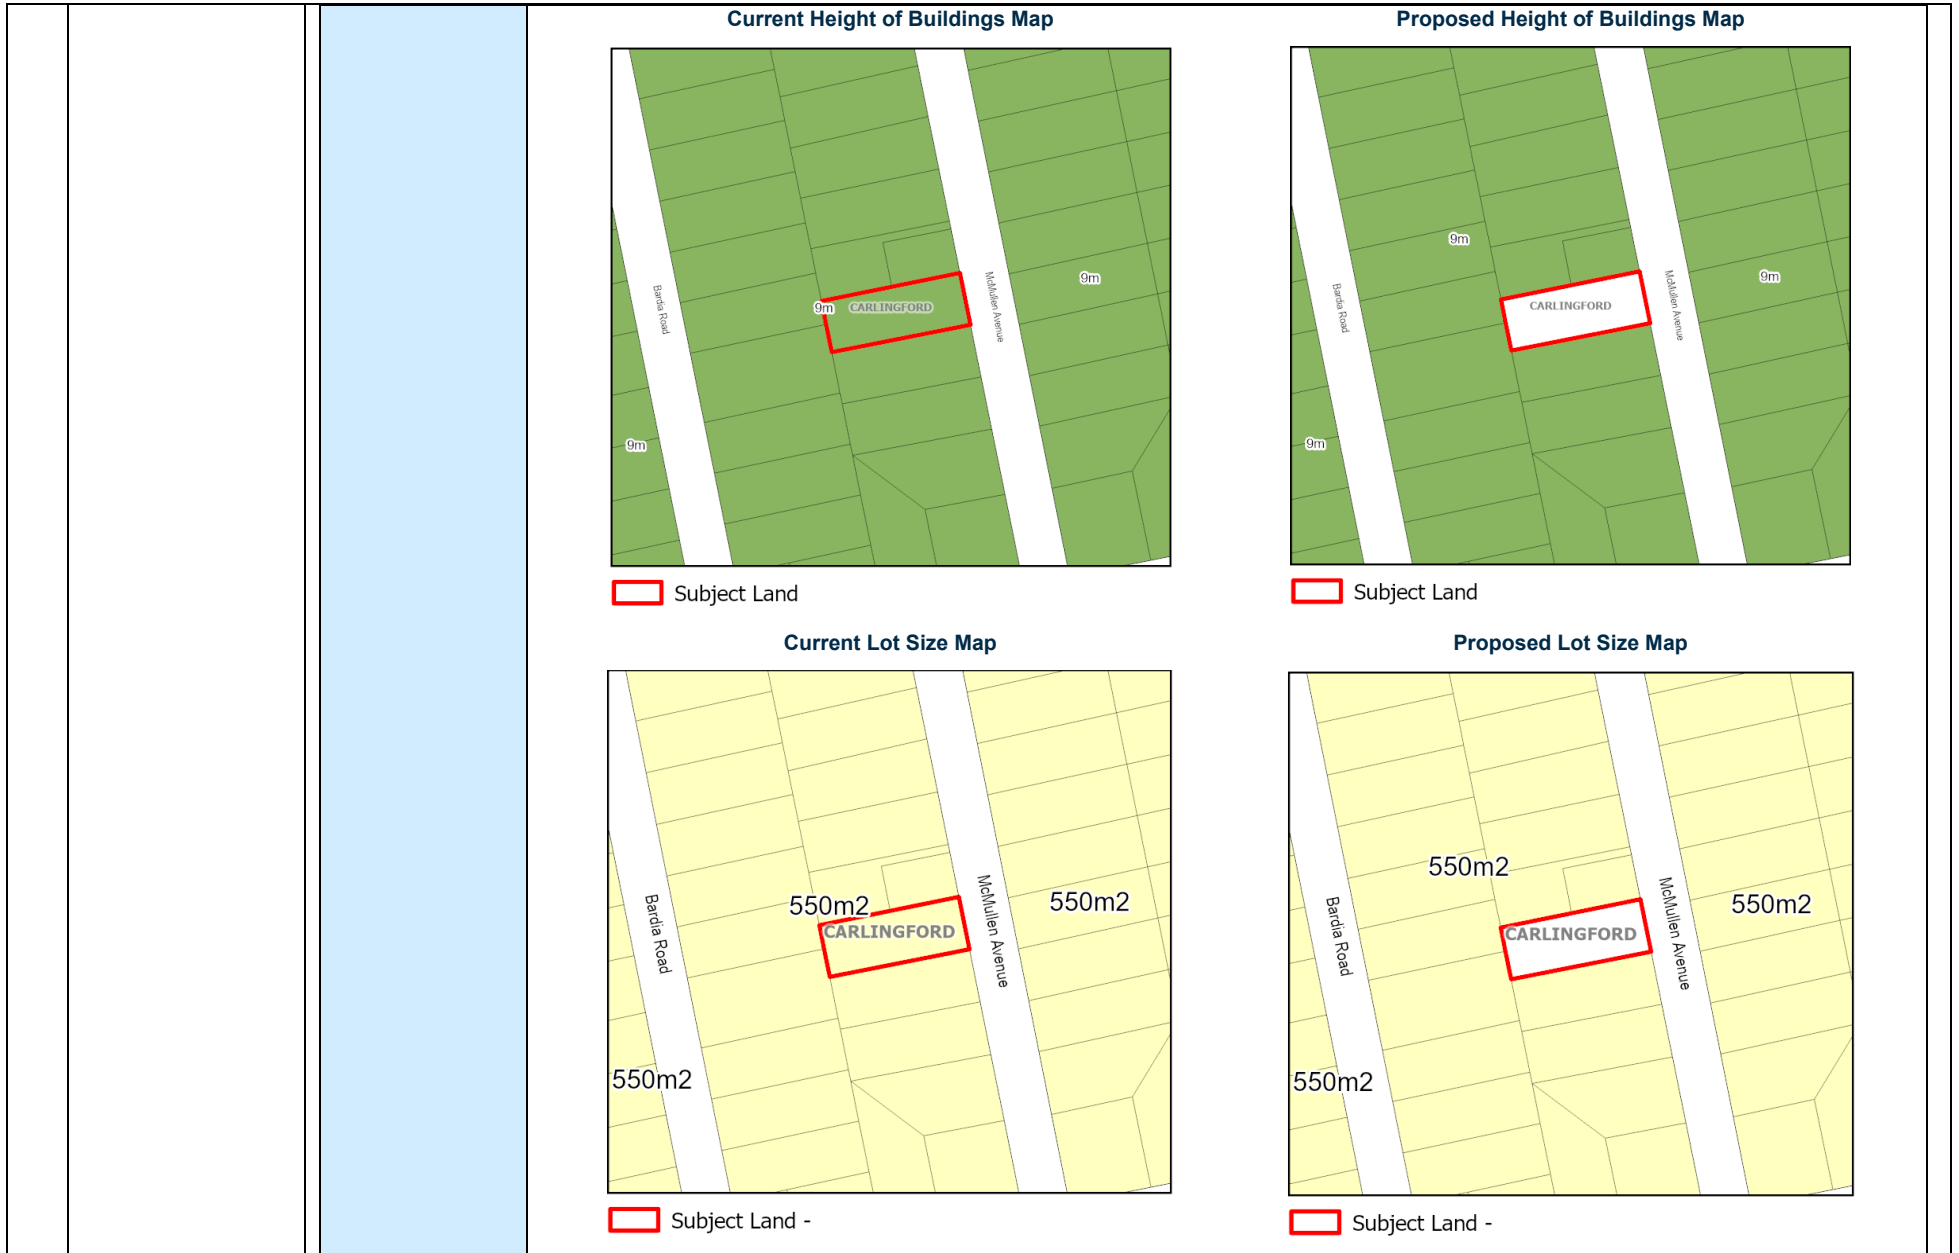 Current Height of Buildings Map
Proposed Height of Buildings Map
Bardia Road
9m
CARLINGFORD
McMullen Avenue
9m
9m
Subject Land
9m
Bardia Road
CARLINGFORD
McMullen Avenue
9m
9m
Subject Land
Current Lot Size Map
Proposed Lot Size Map
Bardia Road
550m2
CARLINGFORD
McMullen Avenue
550m2
550m2
Subject Land -
550m2
Bardia Road
CARLINGFORD
McMullen Avenue
550m2
550m2
Subject Land -